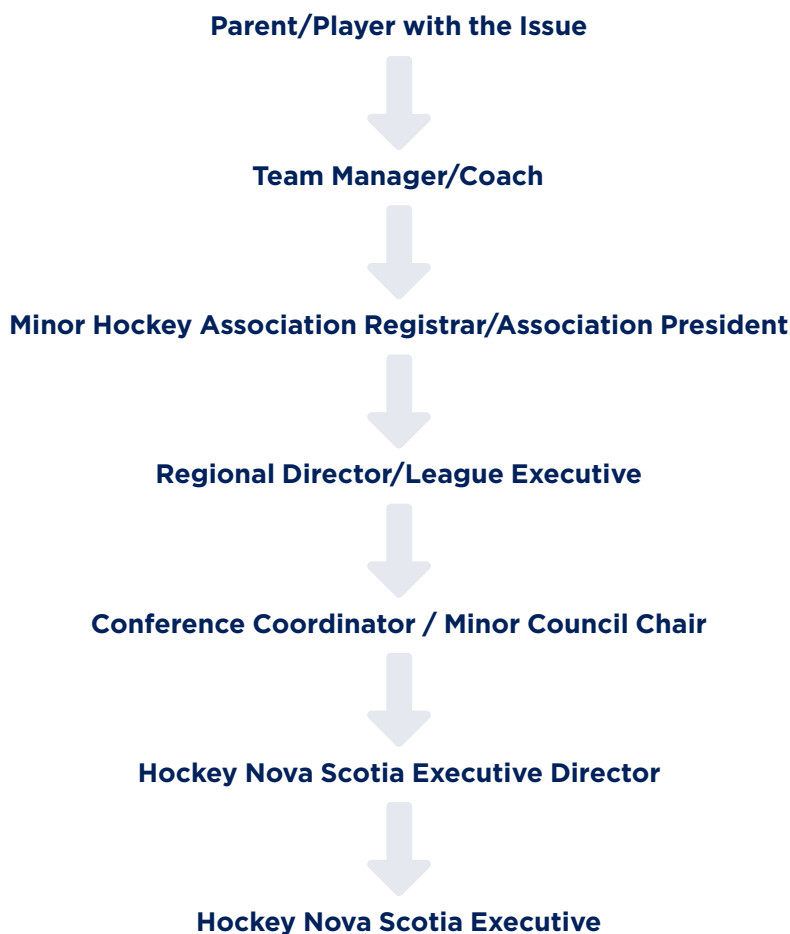 Parent/Player with the Issue
Team Manager/Coach
Minor Hockey Association Registrar/Association President
Regional Director/League Executive
Conference Coordinator / Minor Council Chair
Hockey Nova Scotia Executive Director
Hockey Nova Scotia Executive